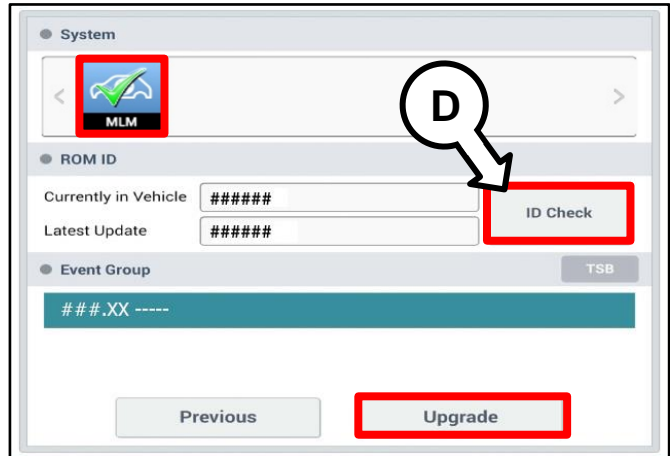 System
<
MLM
D
>
ROM ID
Currently in Vehicle ######
ID Check
Latest Update ######
Event Group TSB
###.XX -----
Previous Upgrade